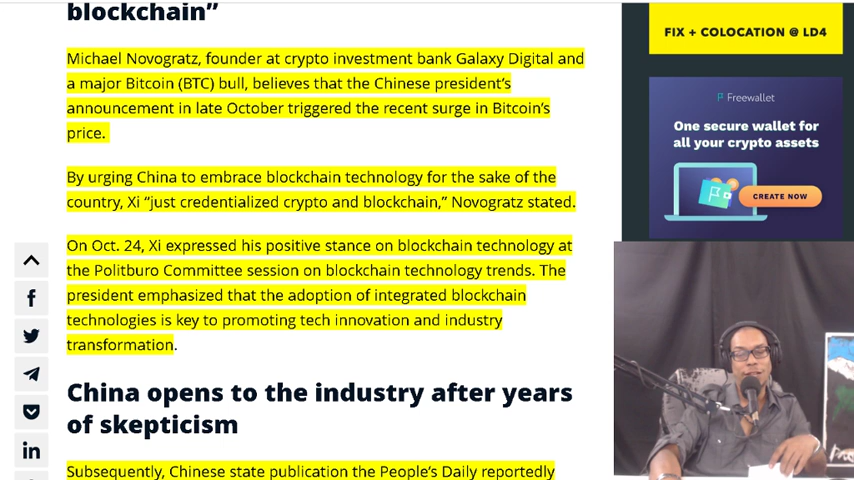 blockchain”
Michael Novogratz, founder at crypto investment bank Galaxy Digital and
a major Bitcoin (BTC) bull, believes that the Chinese president’s
announcement in late October triggered the recent surge in Bitcoin’s
price.
By urging China to embrace blockchain technology for the sake of the
country, Xi “just credentialized crypto and blockchain,” Novogratz stated.
On Oct. 24, Xi expressed his positive stance on blockchain technology at
the Politburo Committee session on blockchain technology trends. The
president emphasized that the adoption of integrated blockchain
technologies is key to promoting tech innovation and industry
transformation.
China opens to the industry after years
of skepticism
Subsequently, Chinese state publication the People’s Daily reportedly
FIX + COLOCATION @ LD4
Freewallet
One secure wallet for
all your crypto assets
CREATE NOW